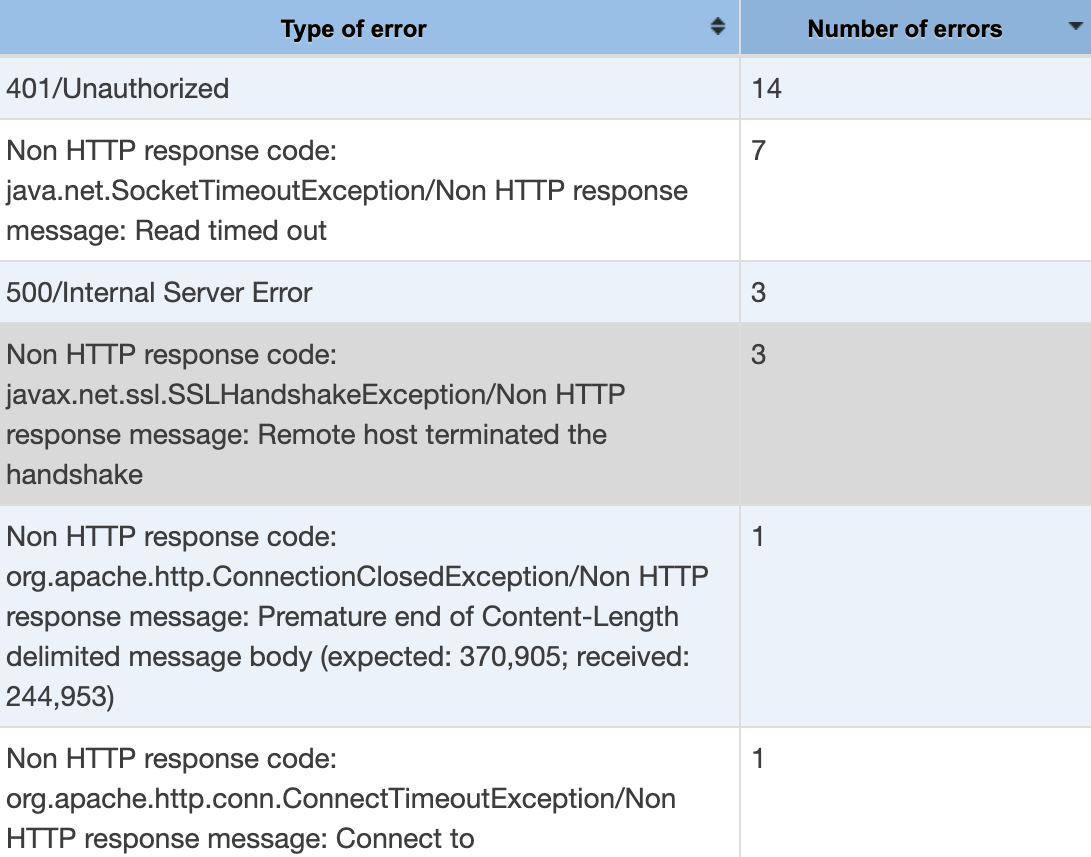 Type of error
Number of errors
401/Unauthorized
14
Non HTTP response code:
java.net.SocketTimeoutException/Non HTTP response
message: Read timed out
7
500/Internal Server Error
3
Non HTTP response code:
javax.net.ssl.SSLHandshakeException/Non HTTP
response message: Remote host terminated the
handshake
3
Non HTTP response code:
org.apache.http.ConnectionClosedException/Non HTTP
response message: Premature end of Content-Length
delimited message body (expected: 370,905; received:
244,953)
1
Non HTTP response code:
org.apache.http.conn.ConnectTimeoutException/Non
HTTP response message: Connect to
1